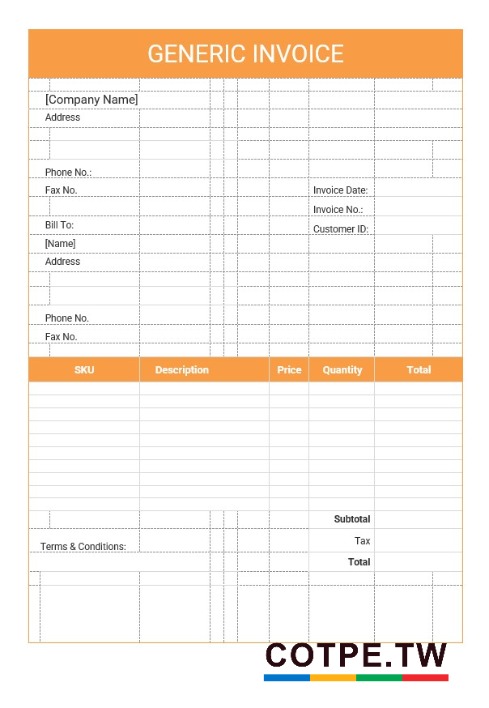 GENERIC INVOICE
[Company Name]
Address
Phone No.:
Fax No.
Invoice Date:
Invoice No.:
Bill To:
Customer ID:
[Name]
Address
Phone No.
Fax No.
SKU Description Price Quantity Total
Subtotal
Tax
Terms & Conditions:
Total
COTPE.TW